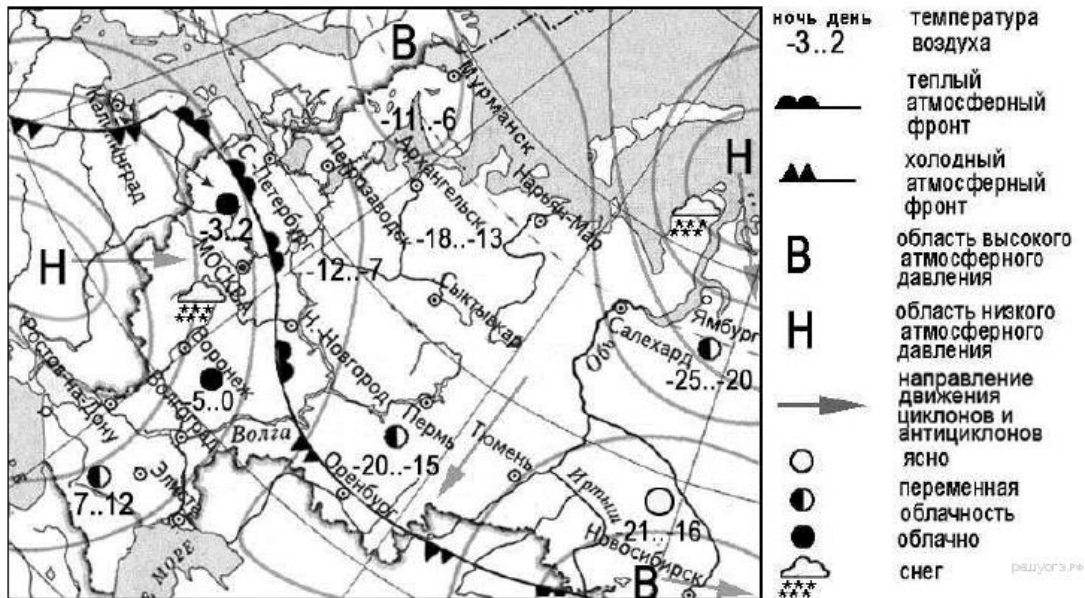 В
Мурманск
-11..-6
Калининград
С.-Петербург
Петрозаводск
Архангельск
Нарьян-Мар
Н
-3..2
-18..-13
Н
МОСКВА
-12..-7
Сыктывкар
Ямбург
Салехард
Обь
-25..-20
Н. Новгород
Воронеж
-5..0
Ростов-на-Дону
Волгоград
Волга
Пермь
-20..-15
Тюмень
Оренбург
Иртыш
Элиста
7..12
21...16
Новосибирск
В
МОРЕ
ночь день
-3..2
температура
воздуха
теплый
атмосферный
фронт
холодный
атмосферный
фронт
В
область высокого
атмосферного
давления
Н
область низкого
атмосферного
давления
направление
движения
циклонов и
антициклонов
ясно
переменная
облачность
облачно
снег
решуогэ.рф